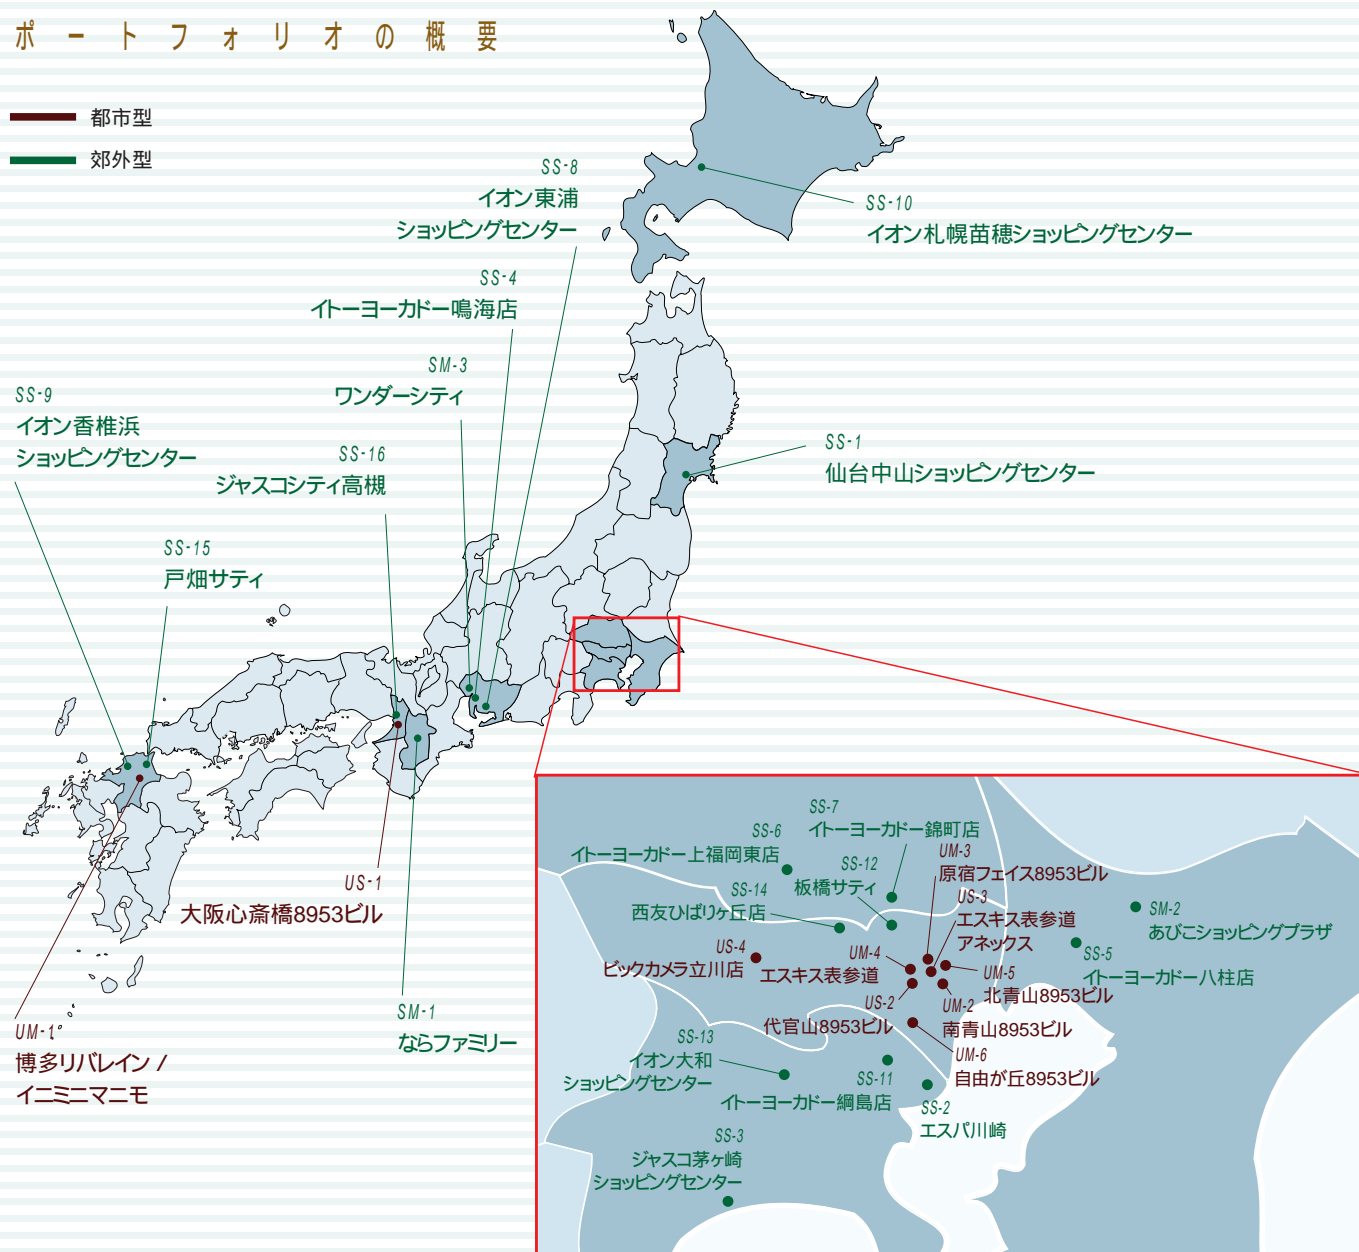 ポートフォリオの概要
都市型
郊外型
SS-8
イオン東浦
ショッピングセンター
SS-10
イオン札幌苗穂ショッピングセンター
SS-4
イトーヨーカドー鳴海店
SM-3
ワンダーシティ
SS-9
イオン香椎浜
ショッピングセンター
SS-16
ジャスコシティ高槻
SS-1
仙台中山ショッピングセンター
SS-15
戸畑サティ
US-1
大阪心斎橋8953ビル
SM-1
ならファミリー
UM-1
博多リバレイン /
イニミニマニモ
SS-7
イトーヨーカドー錦町店
SS-6
イトーヨーカドー上福岡東店
SS-12
板橋サティ
UM-3
原宿フェイス8953ビル
SS-14
西友ひばりヶ丘店
US-3
エスキス表参道
アネックス
SM-2
あびこショッピングプラザ
US-4
ビックカメラ立川店
UM-4
エスキス表参道
SS-5
イトーヨーカドー八柱店
UM-5
北青山8953ビル
US-2
代官山8953ビル
UM-2
南青山8953ビル
SS-13
イオン大和
ショッピングセンター
UM-6
自由が丘8953ビル
SS-11
イトーヨーカドー綱島店
SS-2
エスパ川崎
SS-3
ジャスコ茅ヶ崎
ショッピングセンター